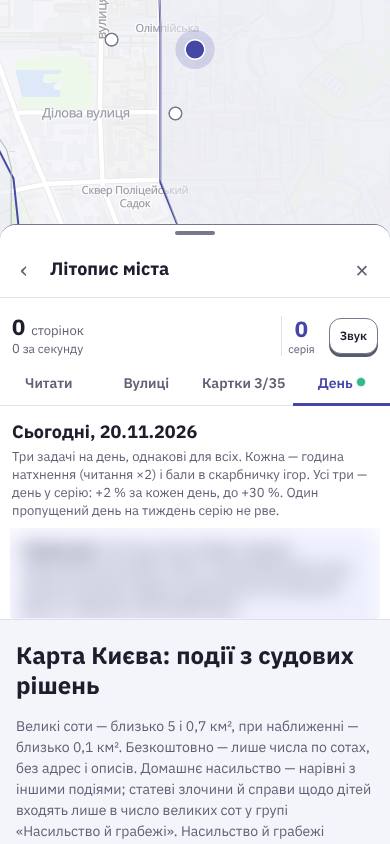 вулиця
Олімпійська
Ділова вулиця
Сквер Поліцейський
Садок
Літопис міста
0 сторінок
0 за секунду
0
серія
Звук
Читати
Вулиці
Картки 3/35
День
Сьогодні, 20.11.2026
Три задачі на день, однакові для всіх. Кожна — година
натхнення (читання ×2) і бали в скарбничку ігор. Усі три —
день у серію: +2 % за кожен день, до +30 %. Один
пропущений день на тиждень серію не рве.
Карта Києва: події з судових
рішень
Великі соти — близько 5 і 0,7 км², при наближенні —
близько 0,1 км². Безкоштовно — лише числа по сотах,
без адрес і описів. Домашнє насильство — нарівні з
іншими подіями; статеві злочини й справи щодо дітей
входять лише в число великих сот у групі
«Насильство й грабежі». Насильство й грабежі